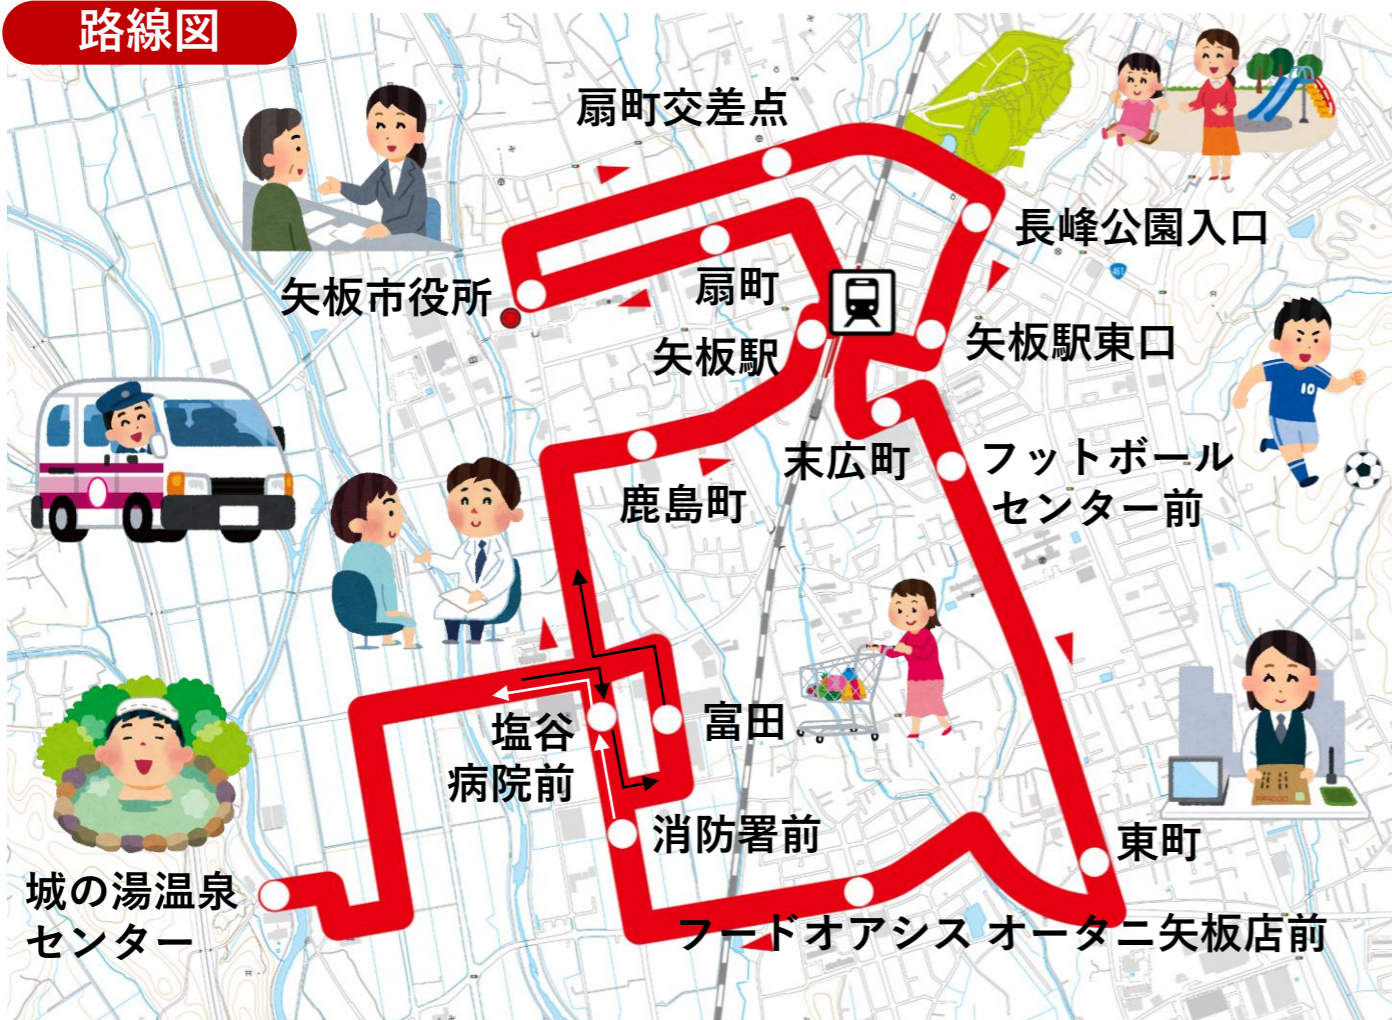 路線図
扇町交差点
長峰公園入口
461
矢板市役所
扇町
矢板駅
矢板駅東口
10
末広町
フットボール
センター前
鹿島町
塩谷
病院前
富田
消防署前
東町
城の湯温泉
センター
フードオアシス オータニ矢板店前